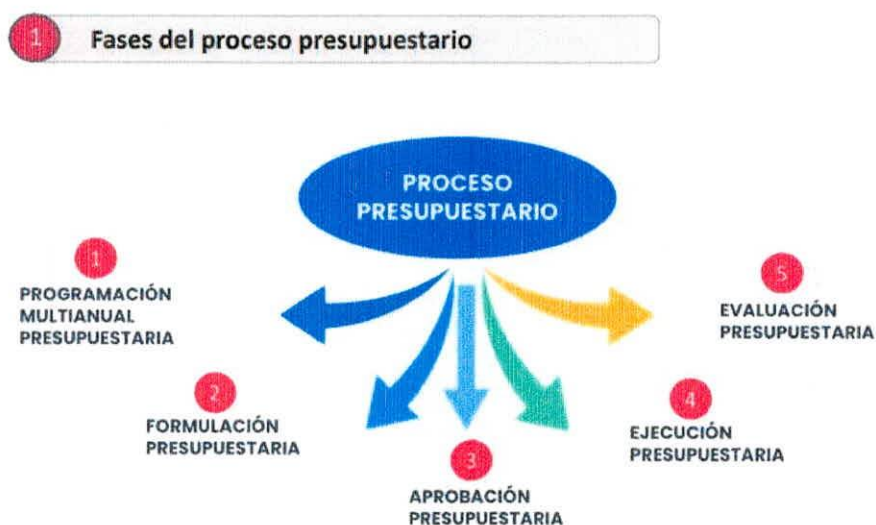 1
Fases del proceso presupuestario
PROCESO
PRESUPUESTARIO
1
PROGRAMACIÓN
MULTIANUAL
PRESUPUESTARIA
2
FORMULACIÓN
PRESUPUESTARIA
3
APROBACIÓN
PRESUPUESTARIA
4
EJECUCIÓN
PRESUPUESTARIA
5
EVALUACIÓN
PRESUPUESTARIA